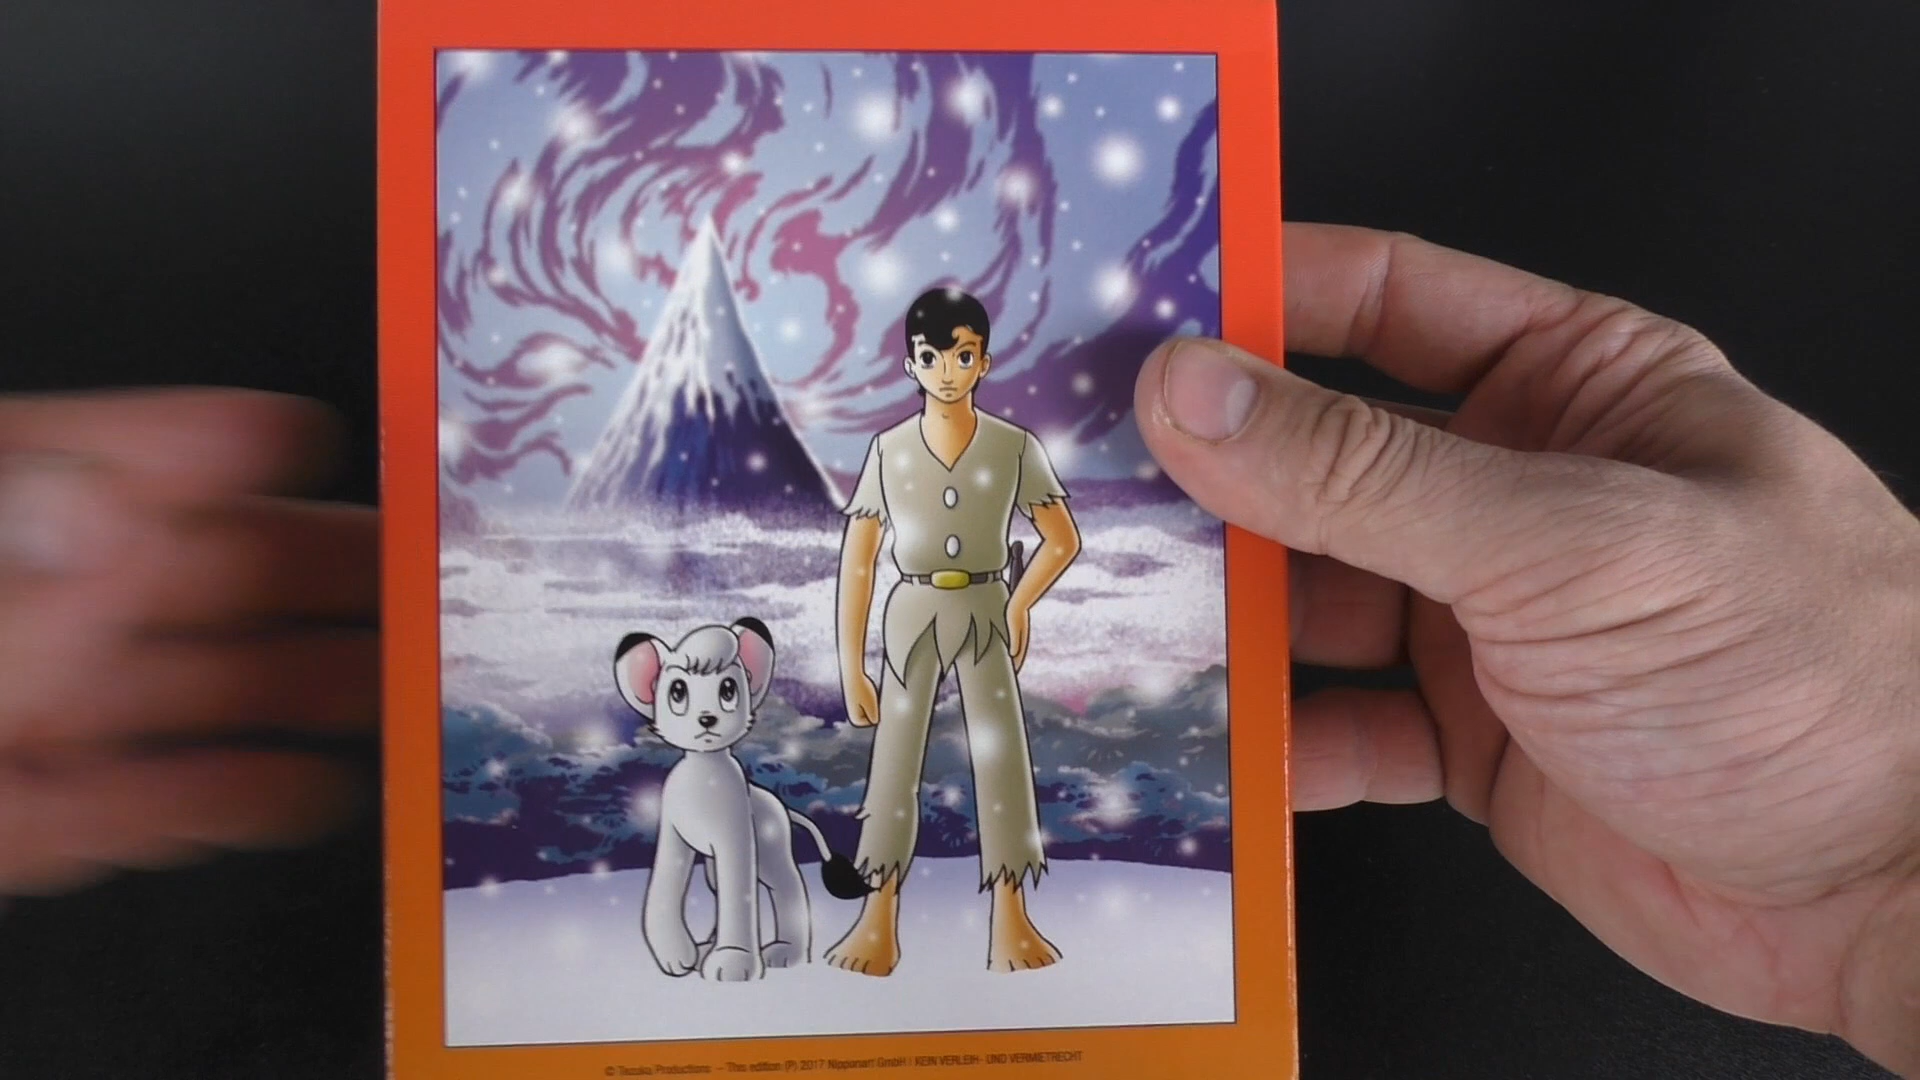 © Tezuka Productions – This edition (P) 2017 Nipponart GmbH / KEIN VERLEIH- UND VERMIETRECHT